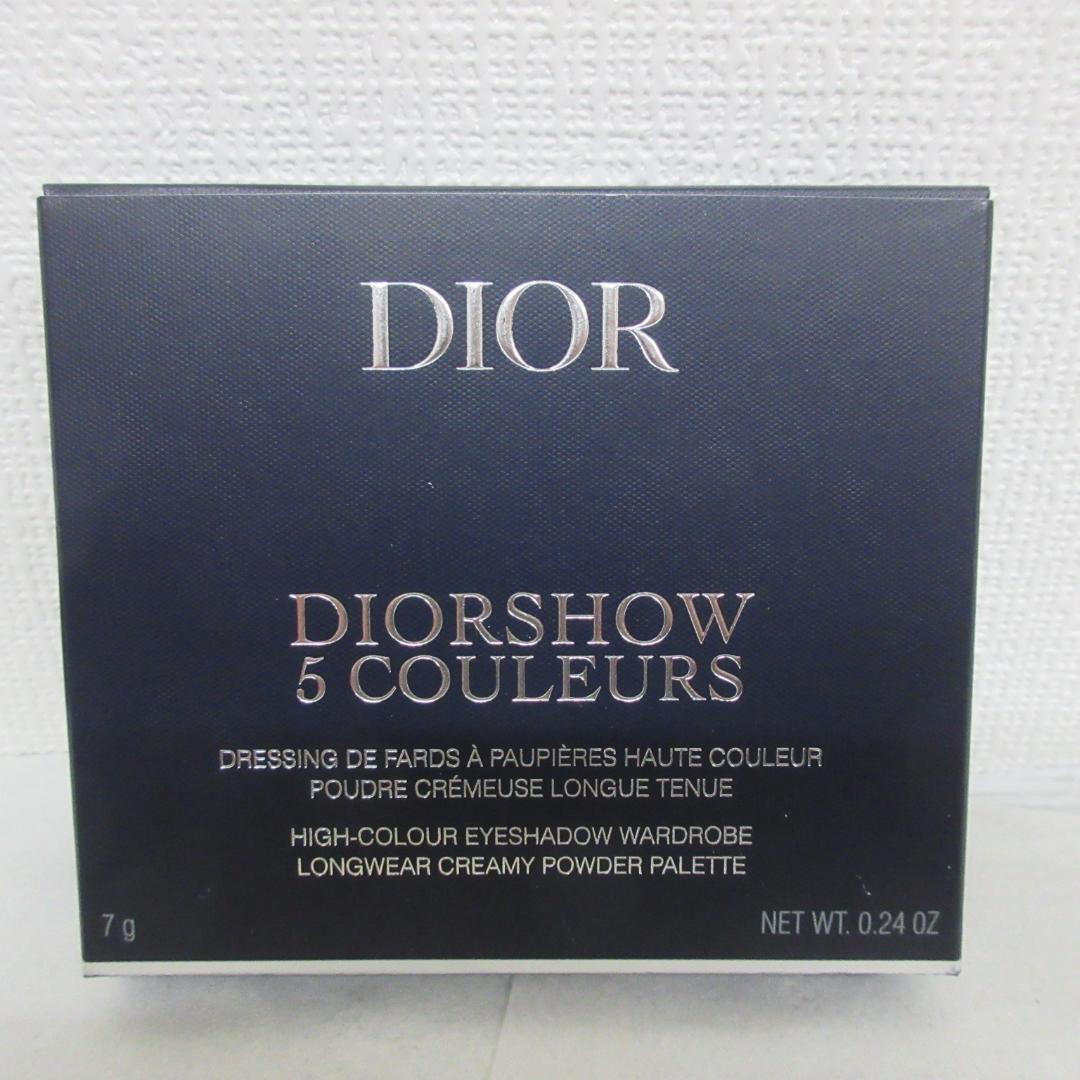 DIOR
DIORSHOW
5 COULEURS
DRESSING DE FARDS À PAUPIÈRES HAUTE COULEUR
POUDRE CRÉMEUSE LONGUE TENUE
HIGH-COLOUR EYESHADOW WARDROBE
LONGWEAR CREAMY POWDER PALETTE
7 g
NET WT. 0.24 OZ